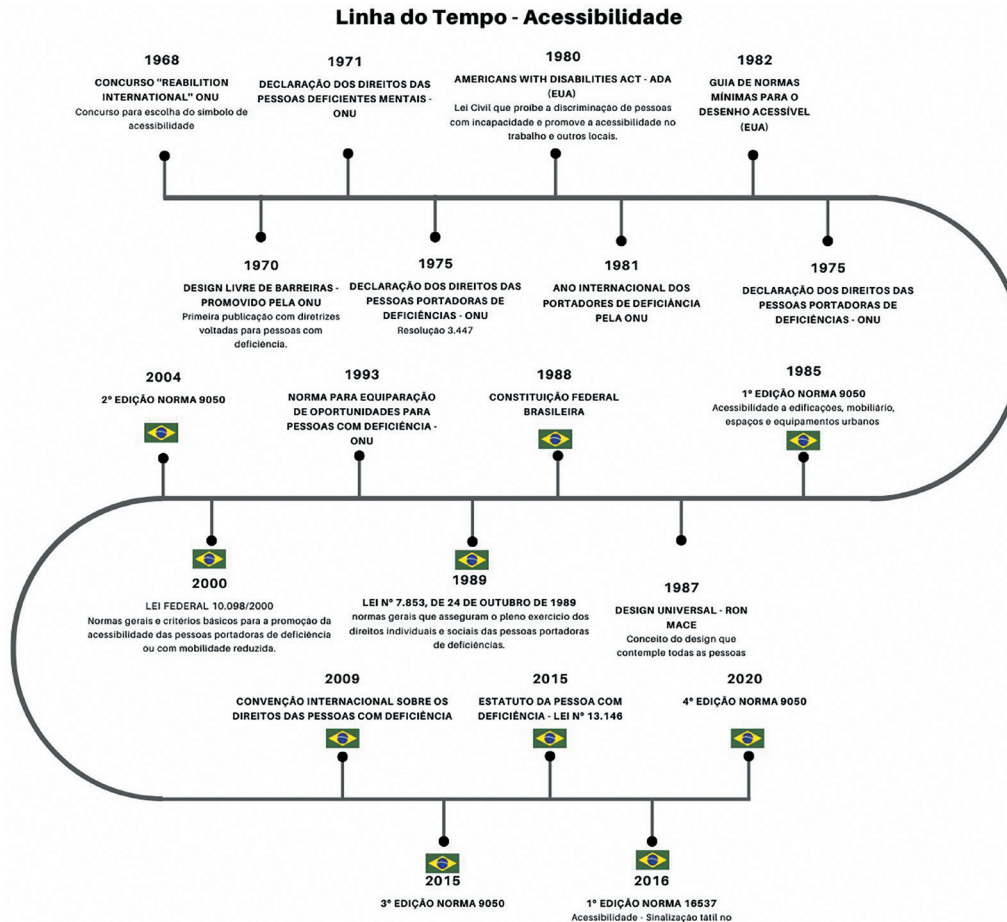 Linha do Tempo - Acessibilidade
1968
CONCURSO "REABILITION
INTERNATIONAL" ONU
Concurso para escolha do símbolo de
acessibilidade
1971
DECLARAÇÃO DOS DIREITOS DAS
PESSOAS DEFICIENTES MENTAIS -
ONU
1980
AMERICANS WITH DISABILITIES ACT - ADA
(EUA)
Lei Civil que proíbe a discriminação de pessoas
com incapacidade e promove a acessibilidade no
trabalho e outros locais.
1982
GUIA DE NORMAS
MÍNIMAS PARA O
DESENHO ACESSÍVEL
(EUA)
1970
DESIGN LIVRE DE BARREIRAS -
PROMOVIDO PELA ONU
Primeira publicação com diretrizes
voltadas para pessoas com
deficiência.
1975
DECLARAÇÃO DOS DIREITOS DAS
PESSOAS PORTADORAS DE
DEFICIÊNCIAS - ONU
Resolução 3.447
1981
ANO INTERNACIONAL DOS
PORTADORES DE DEFICIÂNCIA
PELA ONU
1975
DECLARAÇÃO DOS DIREITOS DAS
PESSOAS PORTADORAS DE
DEFICIÊNCIAS - ONU
2004
2º EDIÇÃO NORMA 9050
1993
NORMA PARA EQUIPARAÇÃO
DE OPORTUNIDADES PARA
PESSOAS COM DEFICIÊNCIA -
ONU
1988
CONSTITUIÇÃO FEDERAL
BRASILEIRA
1985
1º EDIÇÃO NORMA 9050
Acessibilidade a edificações, mobiliário,
espaços e equipamentos urbanos
2000
LEI FEDERAL 10.098/2000
Normas gerais e critérios básicos para a promoção da
acessibilidade das pessoas portadoras de deficiência
ou com mobilidade reduzida.
1989
LEI Nº 7.853, DE 24 DE OUTUBRO DE 1989
normas gerais que asseguram o pleno exercício dos
direitos individuais e sociais das pessoas portadoras
de deficiências.
1987
DESIGN UNIVERSAL - RON
MACE
Conceito do design que
contemple todas as pessoas
2009
CONVENÇÃO INTERNACIONAL SOBRE OS
DIREITOS DAS PESSOAS COM DEFICIÊNCIA
2015
ESTATUTO DA PESSOA COM
DEFICIÊNCIA - LEI Nº 13.146
2020
4º EDIÇÃO NORMA 9050
2015
3º EDIÇÃO NORMA 9050
2016
1º EDIÇÃO NORMA 16537
Acessibilidade - Sinalização tátil no